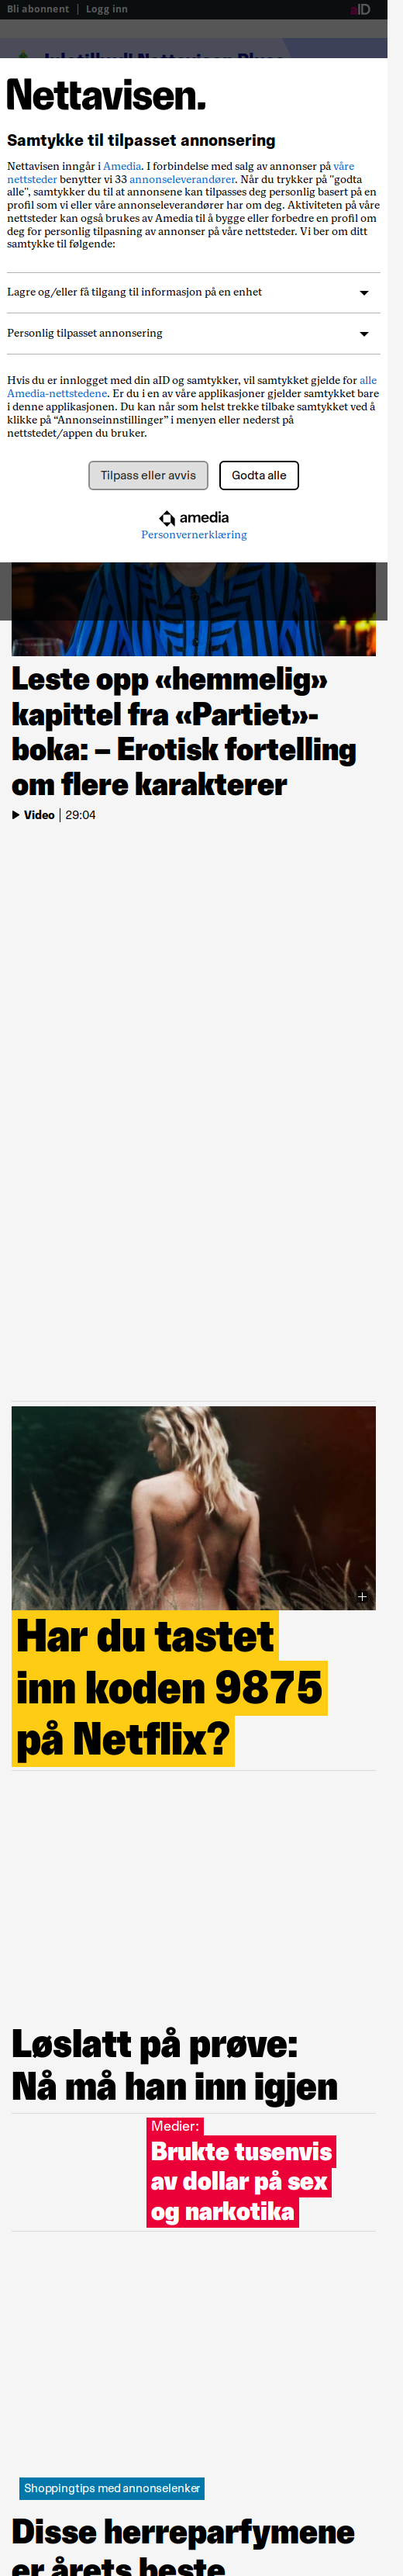 Bli abonnent | Logg inn
aID
Nettavisen.
Samtykke til tilpasset annonsering
Nettavisen inngår i Amedia. I forbindelse med salg av annonser på våre
nettsteder benytter vi 33 annonseleverandører. Når du trykker på "godta
alle", samtykker du til at annonsene kan tilpasses deg personlig basert på en
profil som vi eller våre annonseleverandører har om deg. Aktiviteten på våre
nettsteder kan også brukes av Amedia til å bygge eller forbedre en profil om
deg for personlig tilpasning av annonser på våre nettsteder. Vi ber om ditt
samtykke til følgende:
Lagre og/eller få tilgang til informasjon på en enhet
Personlig tilpasset annonsering
Hvis du er innlogget med din aID og samtykker, vil samtykket gjelde for alle
Amedia-nettstedene. Er du i en av våre applikasjoner gjelder samtykket bare
i denne applikasjonen. Du kan når som helst trekke tilbake samtykket ved å
klikke på “Annonseinnstillinger” i menyen eller nederst på
nettstedet/appen du bruker.
Tilpass eller avvis
Godta alle
amedia
Personvernerklæring
Leste opp «hemmelig»
kapittel fra «Partiet»-
boka: – Erotisk fortelling
om flere karakterer
Video | 29:04
Har du tastet
inn koden 9875
på Netflix?
Løslatt på prøve:
Nå må han inn igjen
Medier:
Brukte tusenvis
av dollar på sex
og narkotika
Shoppingtips med annonselenker
Disse herreparfymene
er årets beste